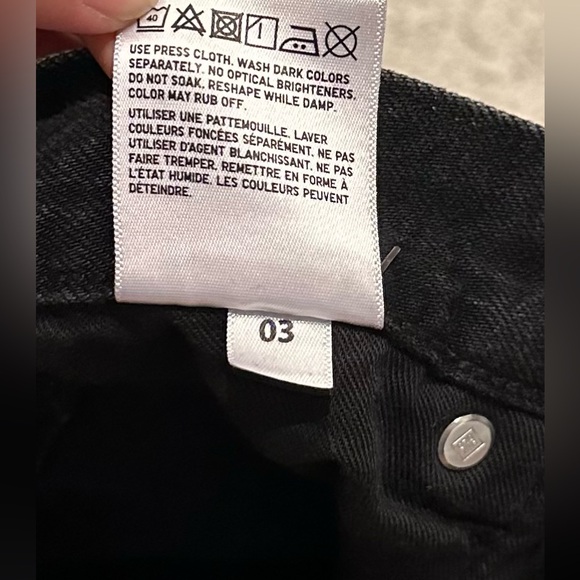 40
USE PRESS CLOTH. WASH DARK COLORS
SEPARATELY. NO OPTICAL BRIGHTENERS.
DO NOT SOAK. RESHAPE WHILE DAMP.
COLOR MAY RUB OFF.
UTILISER UNE PATTEMOUILLE. LAVER
COULEURS FONCÉES SÉPARÉMENT. NE PAS
UTILISER D'AGENT BLANCHISSANT. NE PAS
FAIRE TREMPER. REMETTRE EN FORME À
L'ÉTAT HUMIDE. LES COULEURS PEUVENT
DÉTEINDRE.
03